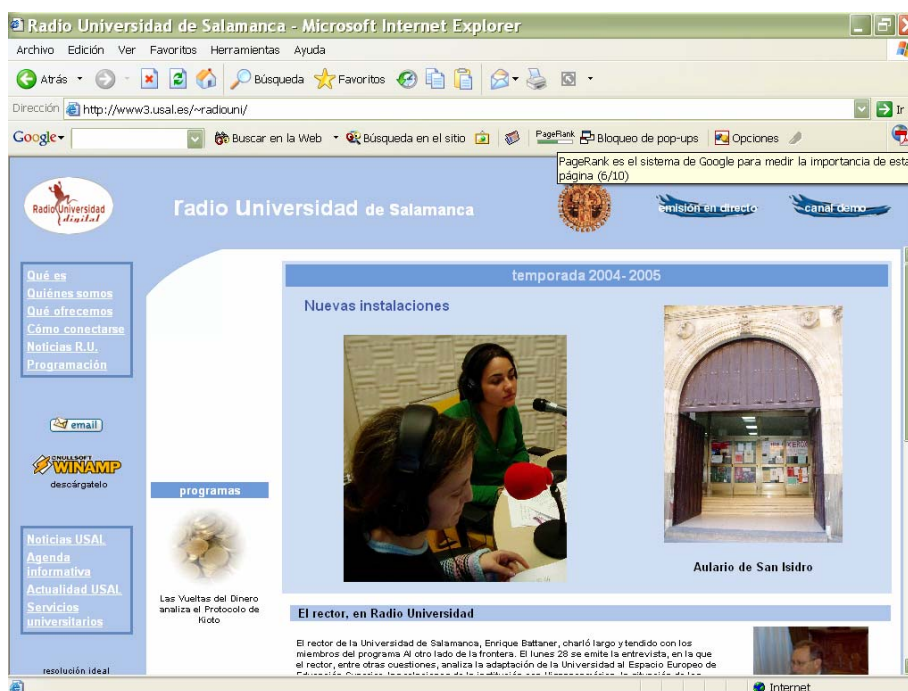 Radio Universidad de Salamanca - Microsoft Internet Explorer
Archivo Edición Ver Favoritos Herramientas Ayuda
Atrás Búsqueda Favoritos
Dirección http://www3.usal.es/~radiouni/ Ir
Google Buscar en la Web Búsqueda en el sitio PageRank Bloqueo de pop-ups Opciones
PageRank es el sistema de Google para medir la importancia de esta
página (6/10)
Radio Universidad
digital
radio Universidad de Salamanca
emisión en directo
canal demo
Qué es
Quiénes somos
Qué ofrecemos
Cómo conectarse
Noticias R.U.
Programación
email
NULLSOFT
WINAMP
descárgatelo
Noticias USAL
Agenda
informativa
Actualidad USAL
Servicios
universitarios
resolución ideal
programas
Las Vueltas del Dinero
analiza el Protocolo de
Kioto
temporada 2004-2005
Nuevas instalaciones
Aulario de San Isidro
El rector, en Radio Universidad
El rector de la Universidad de Salamanca, Enrique Battaner, charló largo y tendido con los
miembros del programa Al otro lado de la frontera. El lunes 28 se emite la entrevista, en la que
el rector, entre otras cuestiones, analiza la adaptación de la Universidad al Espacio Europeo de
Internet